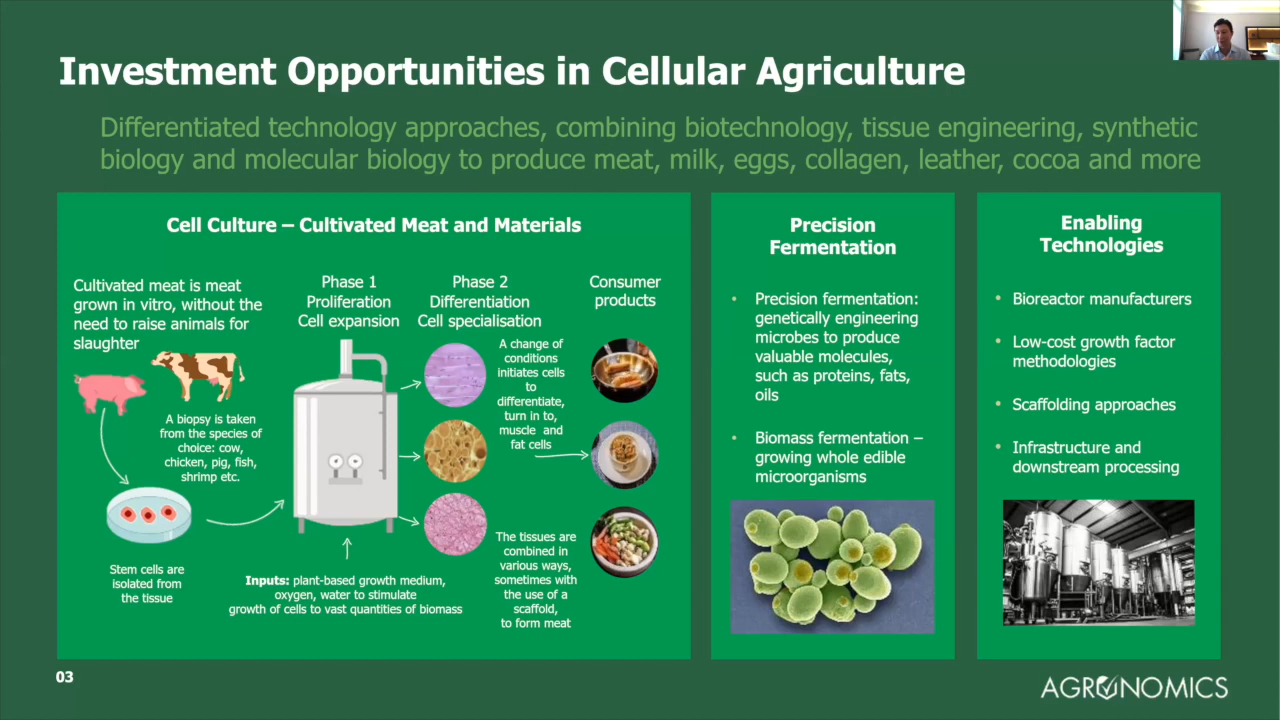 Investment Opportunities in Cellular Agriculture
Differentiated technology approaches, combining biotechnology, tissue engineering, synthetic
biology and molecular biology to produce meat, milk, eggs, collagen, leather, cocoa and more
Cell Culture – Cultivated Meat and Materials
Cultivated meat is meat
grown in vitro, without the
need to raise animals for
slaughter
A biopsy is taken
from the species of
choice: cow,
chicken, pig, fish,
shrimp etc.
Stem cells are
isolated from
the tissue
Phase 1
Proliferation
Cell expansion
Inputs: plant-based growth medium,
oxygen, water to stimulate
growth of cells to vast quantities of biomass
Phase 2
Differentiation
Cell specialisation
A change of
conditions
initiates cells
to
differentiate,
turn in to,
muscle and
fat cells
The tissues are
combined in
various ways,
sometimes with
the use of a
scaffold,
to form meat
Consumer
products
Precision
Fermentation
• Precision fermentation:
genetically engineering
microbes to produce
valuable molecules,
such as proteins, fats,
oils
• Biomass fermentation –
growing whole edible
microorganisms
Enabling
Technologies
• Bioreactor manufacturers
• Low-cost growth factor
methodologies
• Scaffolding approaches
• Infrastructure and
downstream processing
03
AGRONOMICS